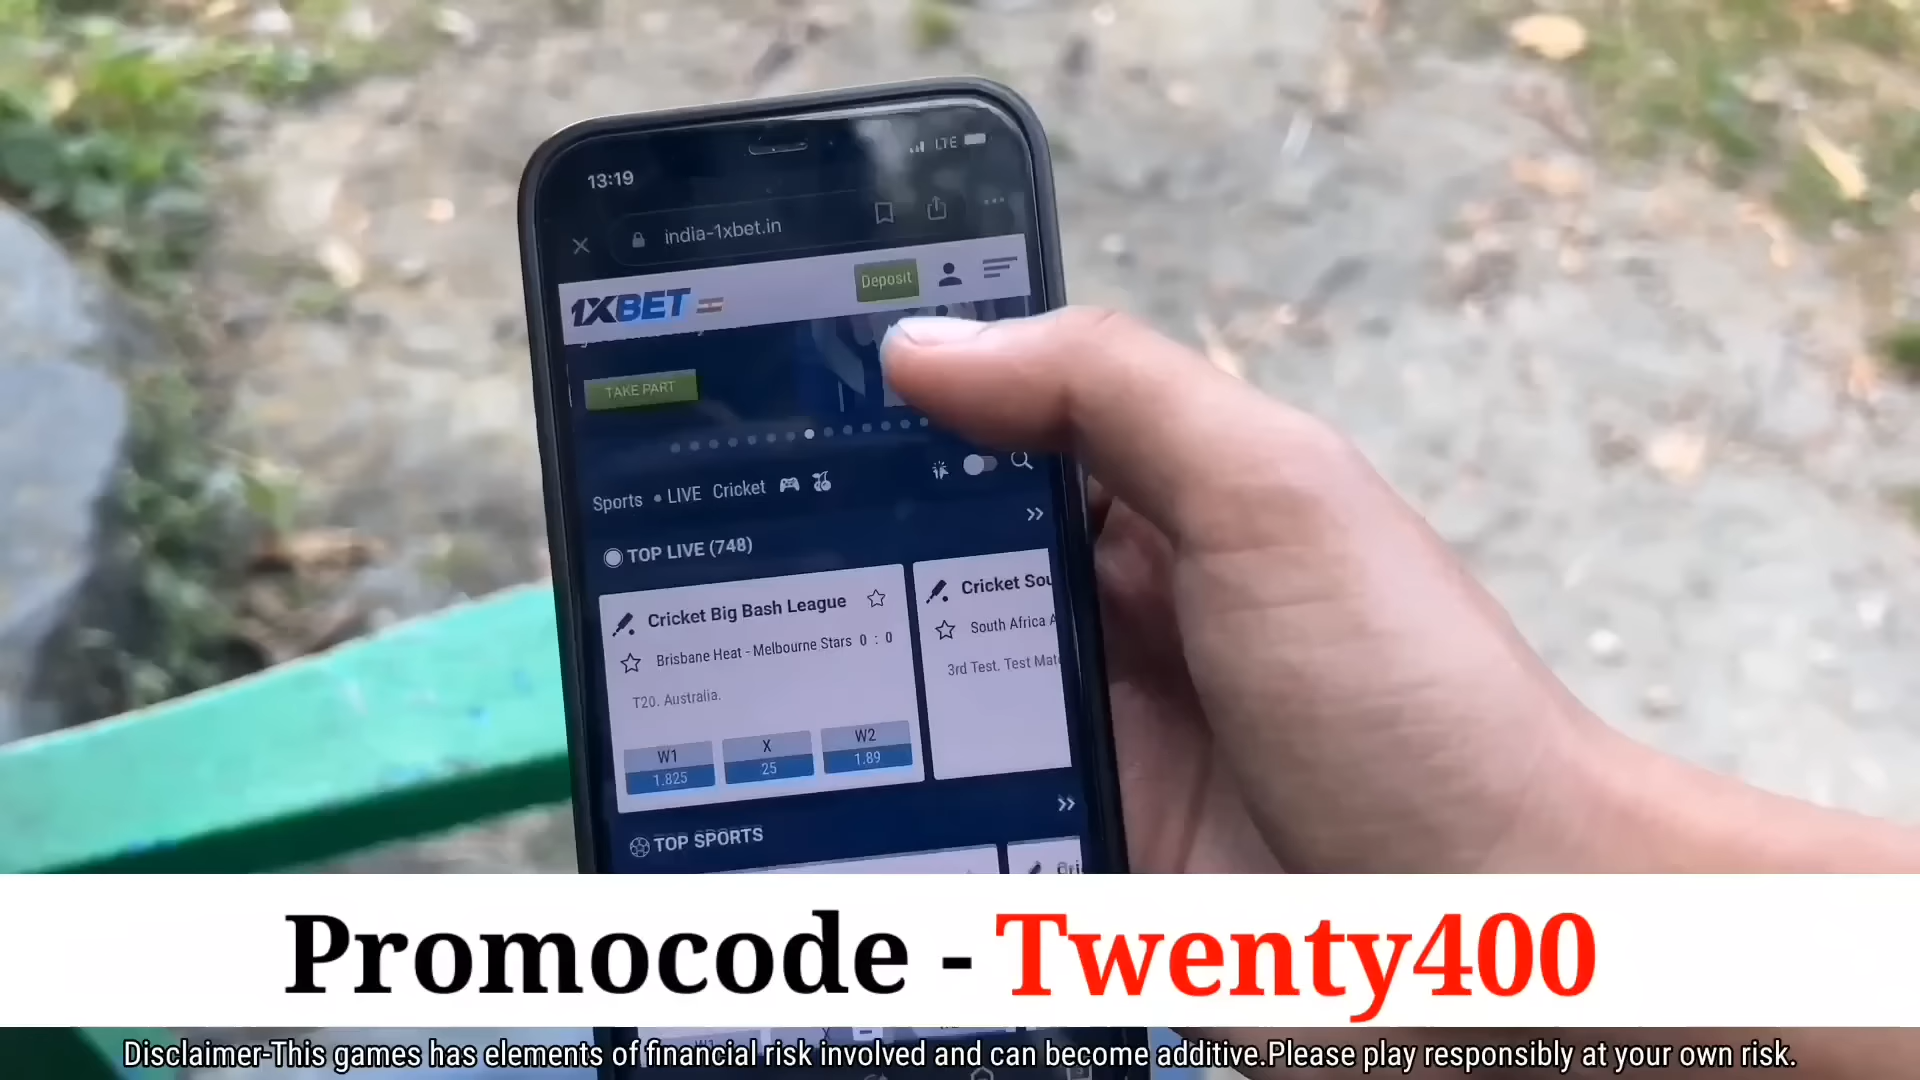 13:19
LTE
india-1xbet.in
1XBET
Deposit
TAKE PART
Sports • LIVE Cricket
TOP LIVE (748)
Cricket Big Bash League
Brisbane Heat - Melbourne Stars 0 : 0
T20. Australia.
W1 X W2
1.825 25 1.89
Cricket Sou
South Africa A
3rd Test. Test Mat
TOP SPORTS
Promocode - Twenty400
Disclaimer-This games has elements of financial risk involved and can become additive.Please play responsibly at your own risk.